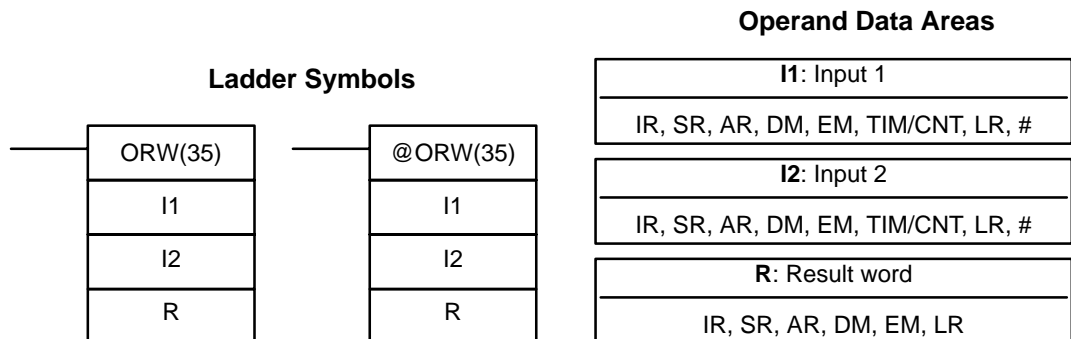 Operand Data Areas
Ladder Symbols
I1: Input 1
IR, SR, AR, DM, EM, TIM/CNT, LR, #
ORW(35)
@ORW(35)
I1
I1
I2: Input 2
IR, SR, AR, DM, EM, TIM/CNT, LR, #
I2
I2
R: Result word
R
R
IR, SR, AR, DM, EM, LR